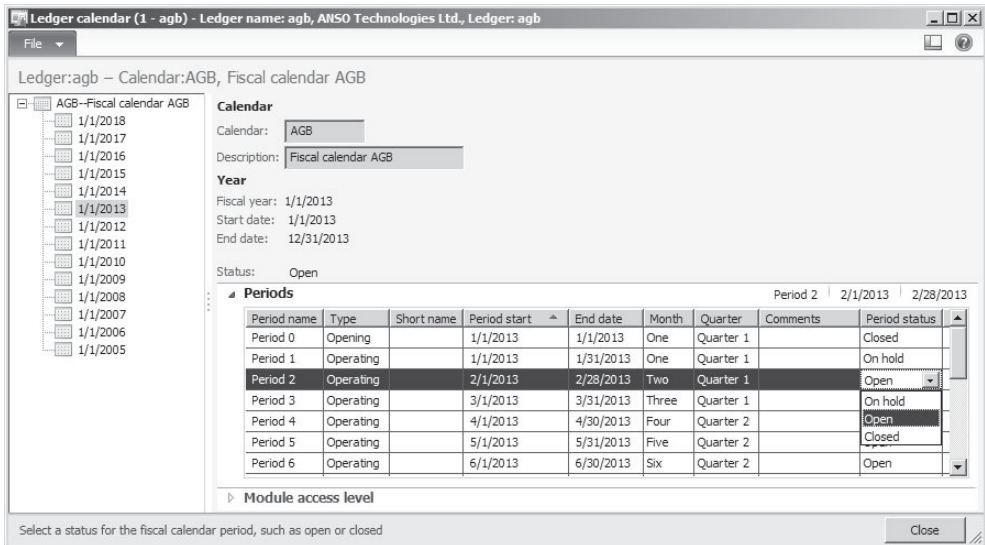 Ledger calendar (1 - agb) - Ledger name: agb, ANSO Technologies Ltd., Ledger: agb
File
Ledger:agb – Calendar:AGB, Fiscal calendar AGB
AGB--Fiscal calendar AGB
1/1/2018
1/1/2017
1/1/2016
1/1/2015
1/1/2014
1/1/2013
1/1/2012
1/1/2011
1/1/2010
1/1/2009
1/1/2008
1/1/2007
1/1/2006
1/1/2005
Calendar
Calendar: AGB
Description: Fiscal calendar AGB
Year
Fiscal year: 1/1/2013
Start date: 1/1/2013
End date: 12/31/2013
Status: Open
Periods Period 2 2/1/2013 2/28/2013
Period name Type Short name Period start End date Month Quarter Comments Period status
Period 0 Opening 1/1/2013 1/1/2013 One Quarter 1 Closed
Period 1 Operating 1/1/2013 1/31/2013 One Quarter 1 On hold
Period 2 Operating 2/1/2013 2/28/2013 Two Quarter 1 Open
Period 3 Operating 3/1/2013 3/31/2013 Three Quarter 1 On hold
Period 4 Operating 4/1/2013 4/30/2013 Four Quarter 2 Open
Period 5 Operating 5/1/2013 5/31/2013 Five Quarter 2 Closed
Period 6 Operating 6/1/2013 6/30/2013 Six Quarter 2 Open
Module access level
Select a status for the fiscal calendar period, such as open or closed
Close